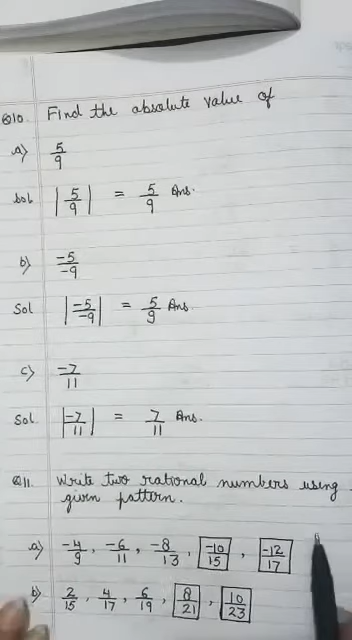 Q10. Find the absolute value of
a) 5/9
Sol |5/9| = 5/9 Ans.
b) -5/-9
Sol |-5/-9| = 5/9 Ans
c) -7/11
Sol. |-7/11| = 7/11 Ans.
Q11. Write two rational numbers using
given pattern.
a) -4/9, -6/11, -8/13, -10/15, -12/17
b) 2/15, 4/17, 6/19, 8/21, 10/23